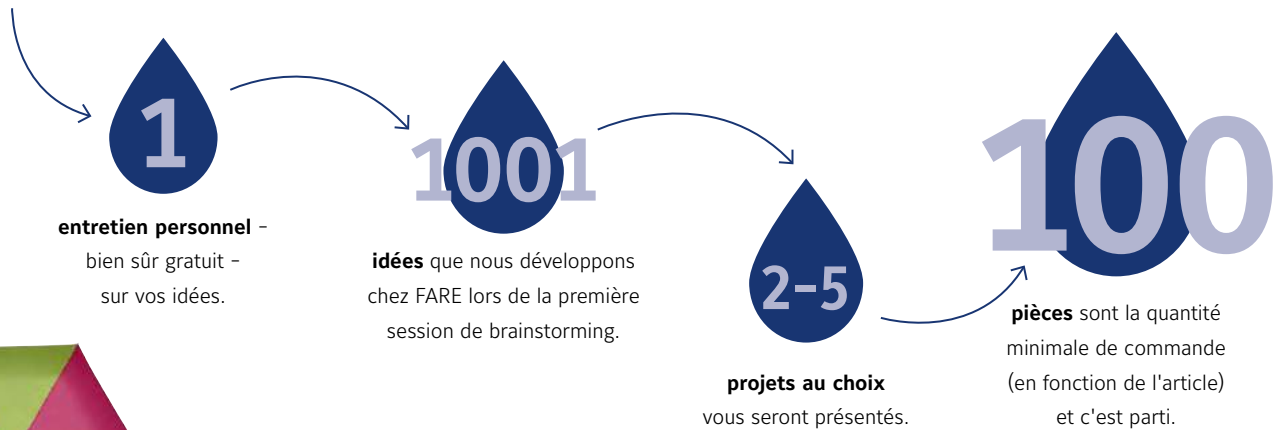 1
entretien personnel –
bien sûr gratuit –
sur vos idées.
1001
idées que nous développons
chez FARE lors de la première
session de brainstorming.
2-5
projets au choix
vous seront présentés.
100
pièces sont la quantité
minimale de commande
(en fonction de l'article)
et c'est parti.